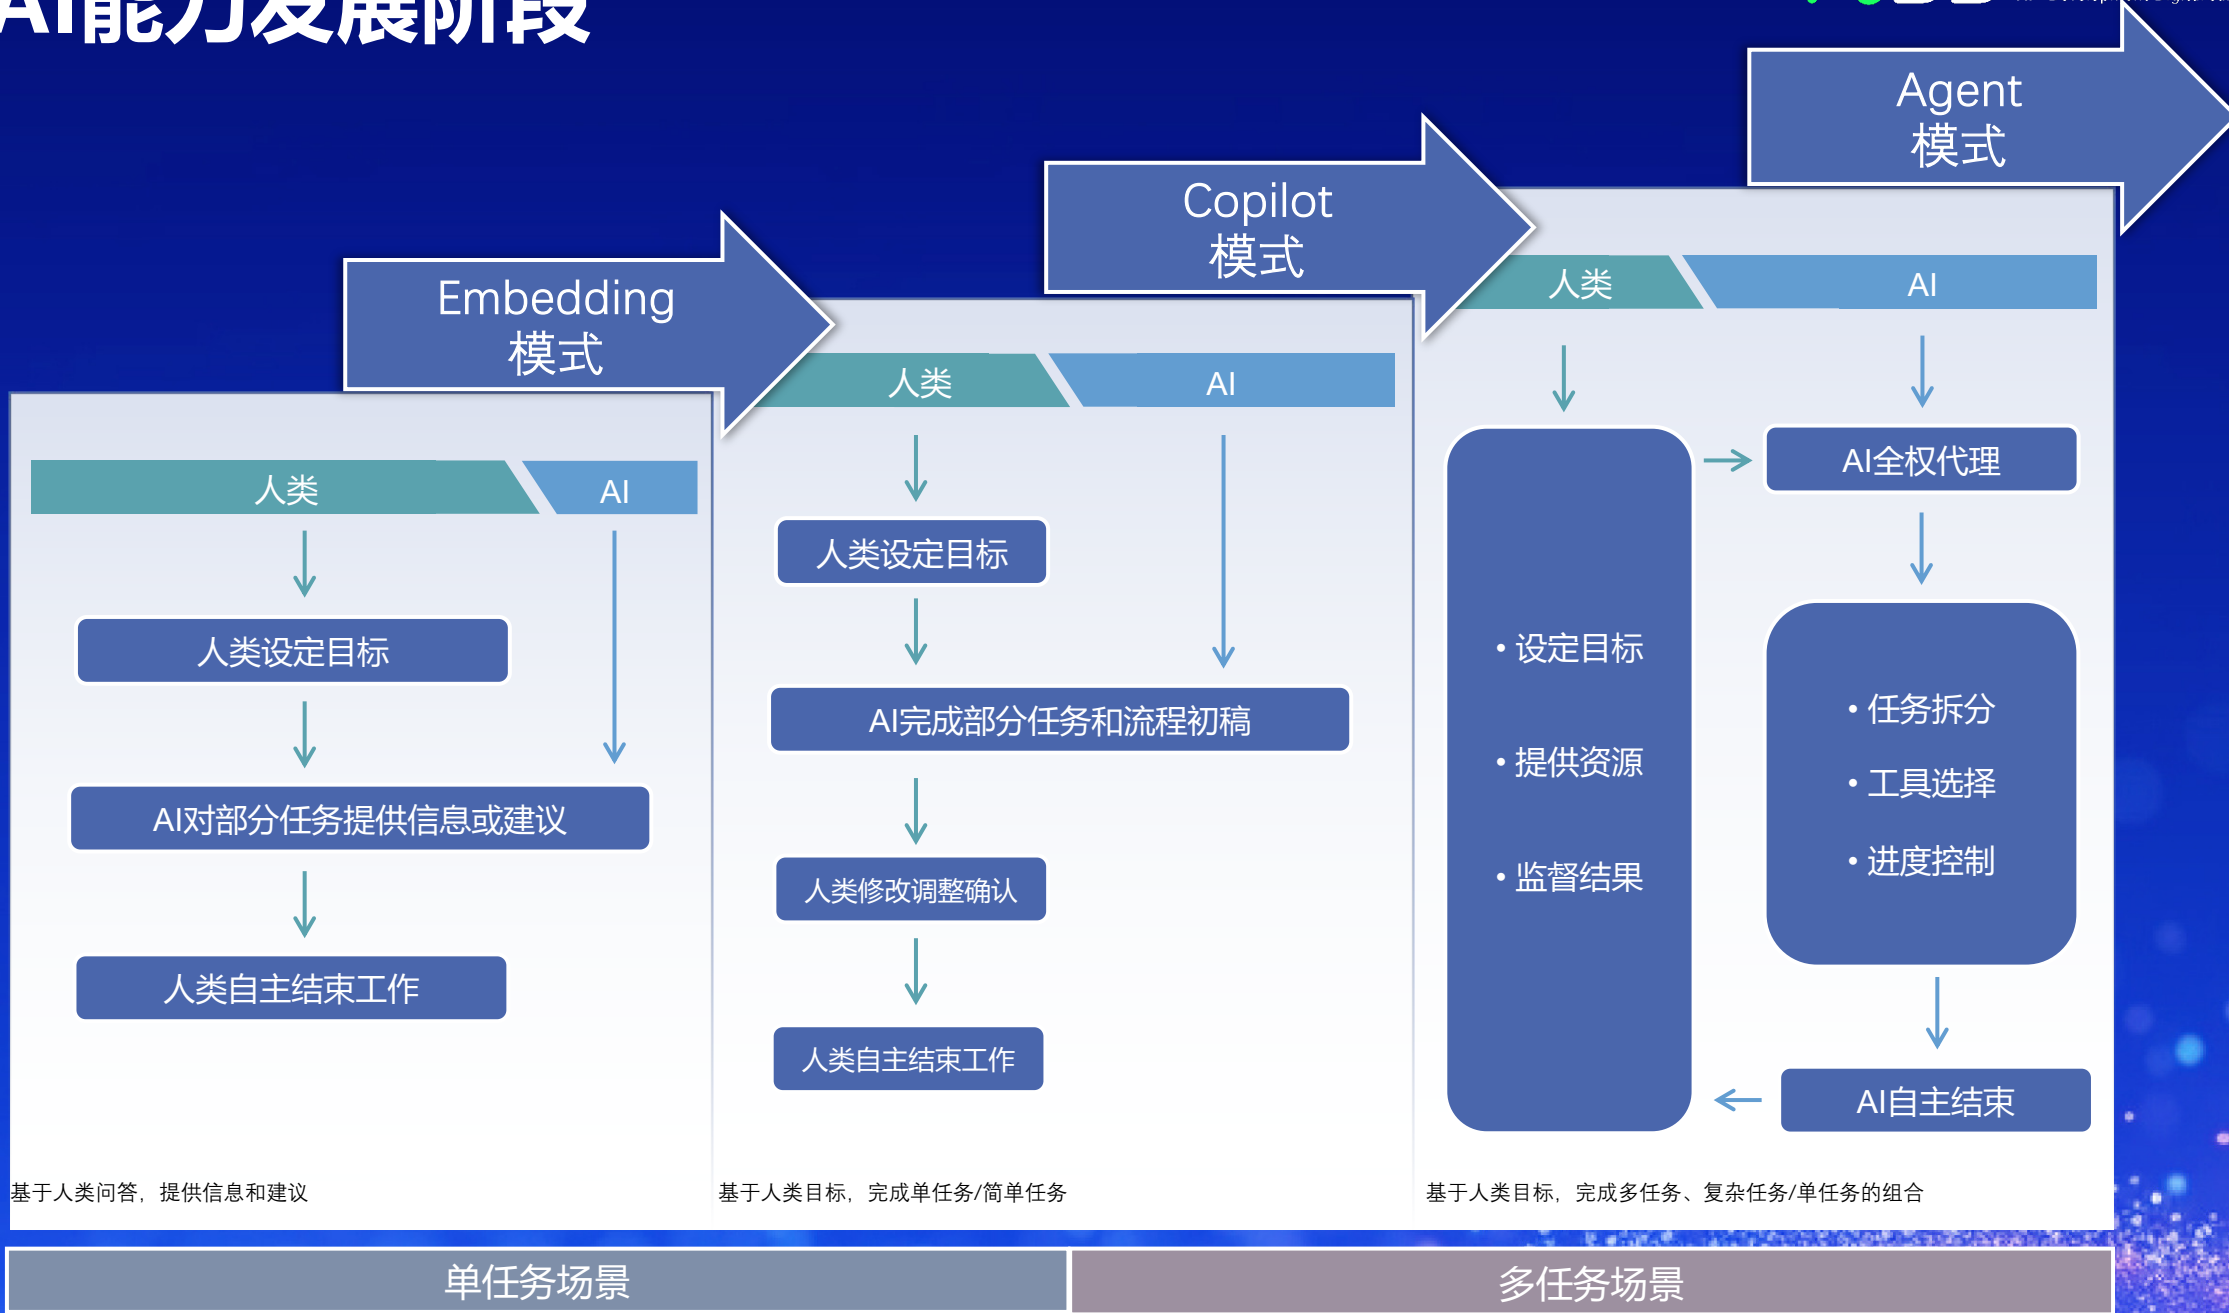 AI能力发展阶段
Embedding
模式
人类
AI
人类设定目标
AI对部分任务提供信息或建议
人类自主结束工作
基于人类问答，提供信息和建议
Copilot
模式
人类
AI
人类设定目标
AI完成部分任务和流程初稿
人类修改调整确认
人类自主结束工作
基于人类目标，完成单任务/简单任务
Agent
模式
人类
AI
• 设定目标
• 提供资源
• 监督结果
AI全权代理
• 任务拆分
• 工具选择
• 进度控制
AI自主结束
基于人类目标，完成多任务、复杂任务/单任务的组合
单任务场景
多任务场景